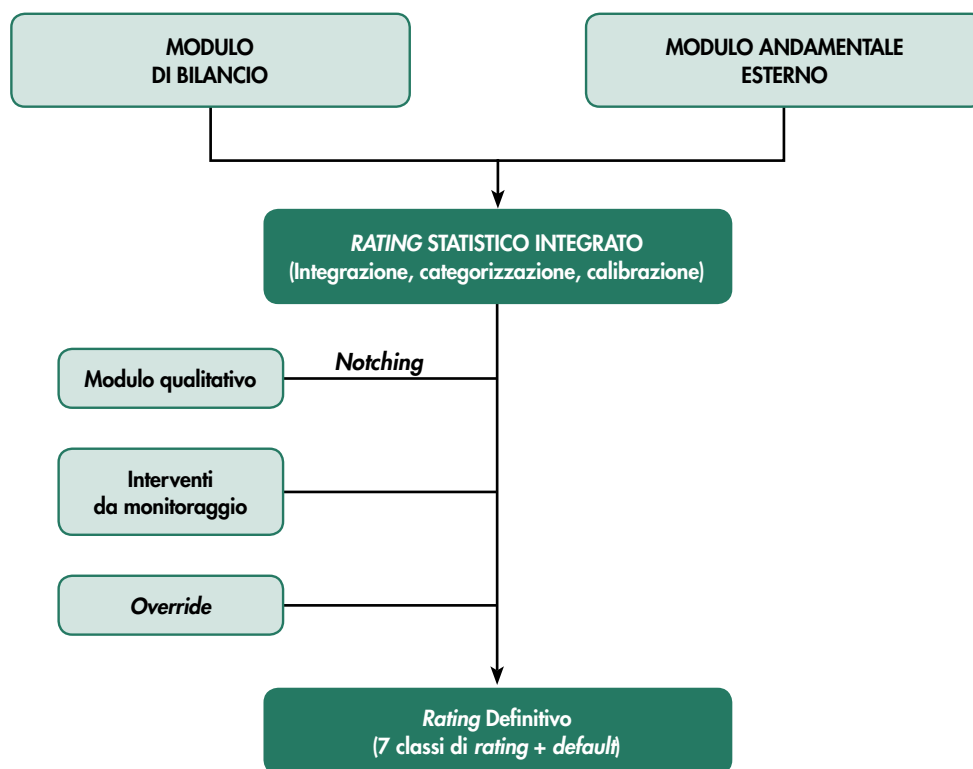 MODULO
DI BILANCIO
MODULO ANDAMENTALE
ESTERNO
RATING STATISTICO INTEGRATO
(Integrazione, categorizzazione, calibrazione)
Notching
Modulo qualitativo
Interventi
da monitoraggio
Override
Rating Definitivo
(7 classi di rating + default)